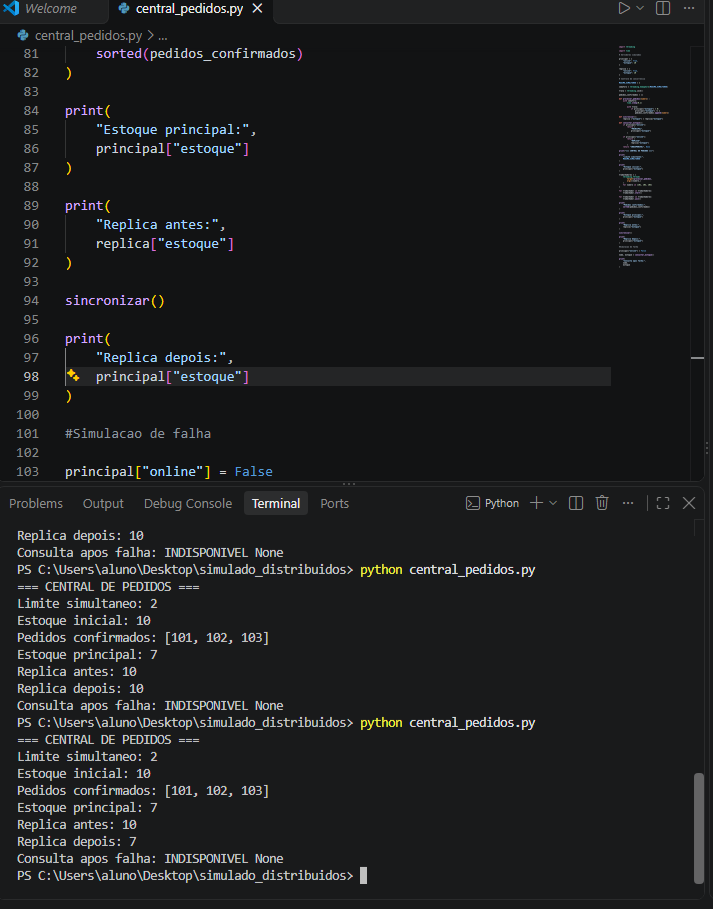 Welcome
central_pedidos.py
central_pedidos.py > ...
81 sorted(pedidos_confirmados)
82 )
83
84 print(
85 "Estoque principal:",
86 principal["estoque"]
87 )
88
89 print(
90 "Replica antes:",
91 replica["estoque"]
92 )
93
94 sincronizar()
95
96 print(
97 "Replica depois:",
98 principal["estoque"]
99 )
100
101 #Simulacao de falha
102
103 principal["online"] = False
Problems Output Debug Console Terminal Ports Python
Replica depois: 10
Consulta apos falha: INDISPONIVEL None
PS C:\Users\aluno\Desktop\simulado_distribuidos> python central_pedidos.py
=== CENTRAL DE PEDIDOS ===
Limite simultaneo: 2
Estoque inicial: 10
Pedidos confirmados: [101, 102, 103]
Estoque principal: 7
Replica antes: 10
Replica depois: 10
Consulta apos falha: INDISPONIVEL None
PS C:\Users\aluno\Desktop\simulado_distribuidos> python central_pedidos.py
=== CENTRAL DE PEDIDOS ===
Limite simultaneo: 2
Estoque inicial: 10
Pedidos confirmados: [101, 102, 103]
Estoque principal: 7
Replica antes: 10
Replica depois: 7
Consulta apos falha: INDISPONIVEL None
PS C:\Users\aluno\Desktop\simulado_distribuidos>